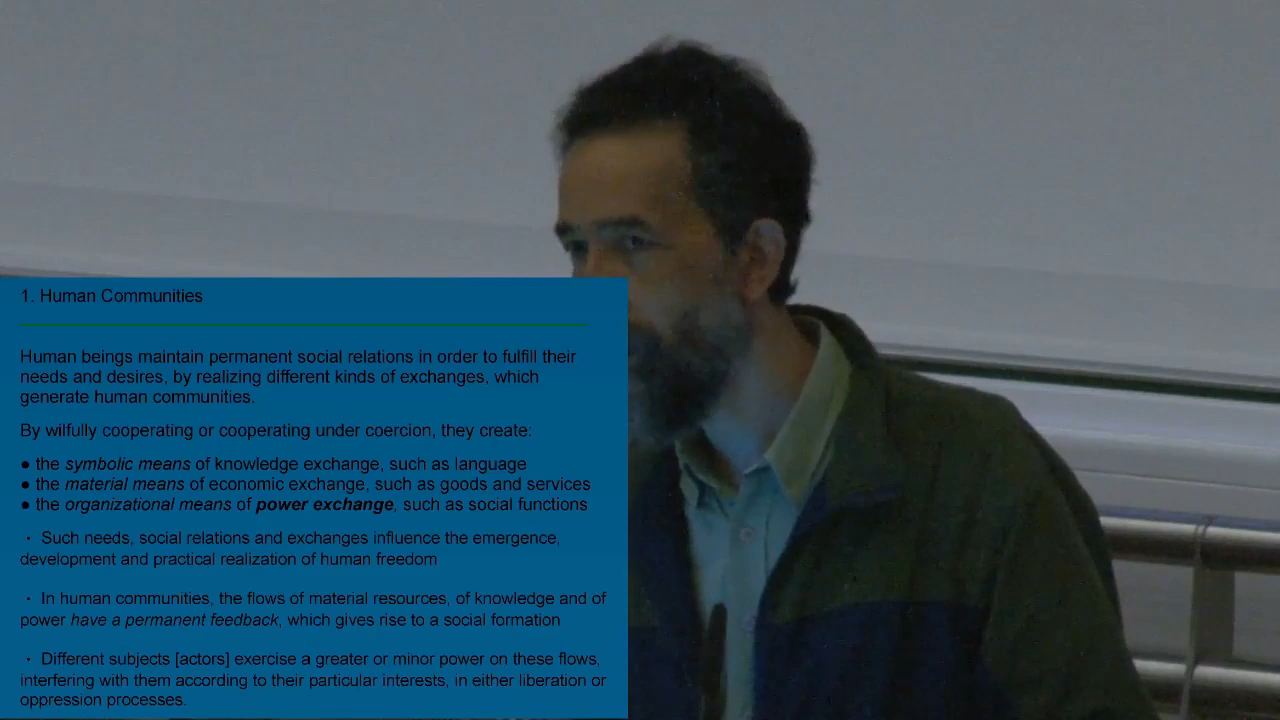 1. Human Communities
Human beings maintain permanent social relations in order to fulfill their
needs and desires, by realizing different kinds of exchanges, which
generate human communities.
By wilfully cooperating or cooperating under coercion, they create:
● the symbolic means of knowledge exchange, such as language
● the material means of economic exchange, such as goods and services
● the organizational means of power exchange, such as social functions
· Such needs, social relations and exchanges influence the emergence,
development and practical realization of human freedom
· In human communities, the flows of material resources, of knowledge and of
power have a permanent feedback, which gives rise to a social formation
· Different subjects [actors] exercise a greater or minor power on these flows,
interfering with them according to their particular interests, in either liberation or
oppression processes.